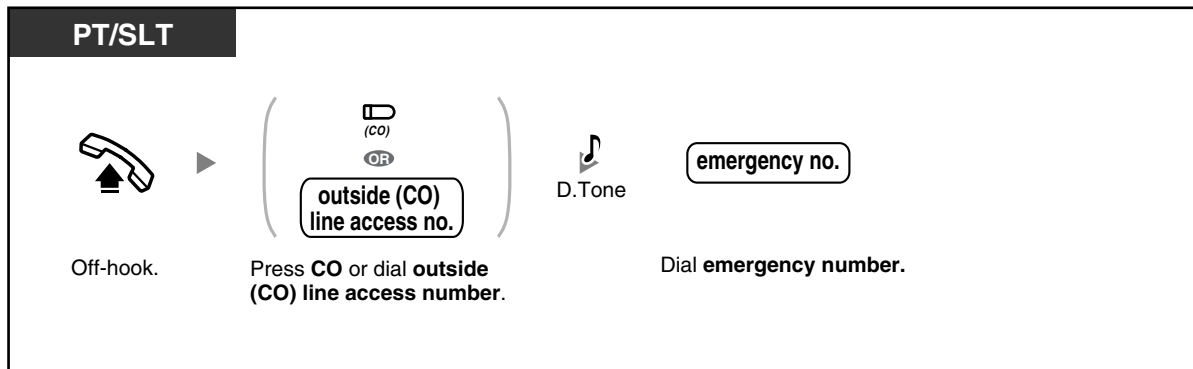 PT/SLT
(CO)
OR
outside (CO)
line access no.
D.Tone
emergency no.
Off-hook.
Press CO or dial outside
(CO) line access number.
Dial emergency number.